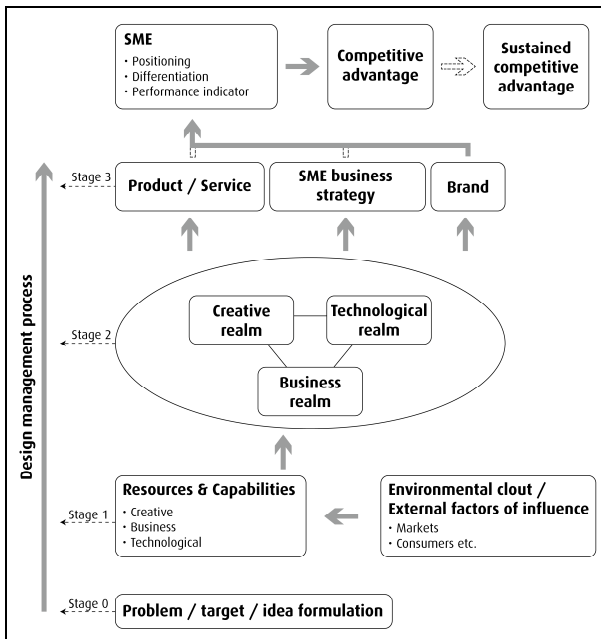 SME
· Positioning
· Differentiation
· Performance indicator
Competitive
advantage
Sustained
competitive
advantage
Stage 3
Product / Service
SME business
strategy
Brand
Design management process
Stage 2
Creative
realm
Technological
realm
Business
realm
Stage 1
Resources & Capabilities
· Creative
· Business
· Technological
Environmental clout /
External factors of influence
· Markets
· Consumers etc.
Stage 0
Problem / target / idea formulation